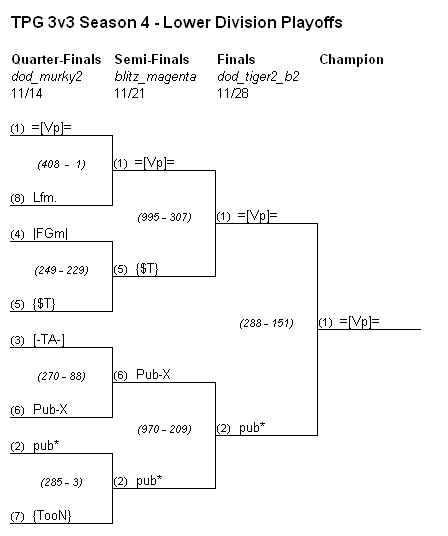 TPG 3v3 Season 4 - Lower Division Playoffs
Quarter-Finals Semi-Finals Finals Champion
dod_murky2 blitz_magenta dod_tiger2_b2
11/14 11/21 11/28
(1) =[Vp]=
(408 - 1)
(1) =[Vp]=
(8) Lfm.
(995 - 307)
(1) =[Vp]=
(4) |FGm|
(249 - 229)
(5) {$T}
(5) {$T}
(288 - 151)
(1) =[Vp]=
(3) [-TA-]
(270 - 88)
(6) Pub-X
(6) Pub-X
(970 - 209)
(2) pub*
(2) pub*
(285 - 3)
(2) pub*
(7) {TooN}